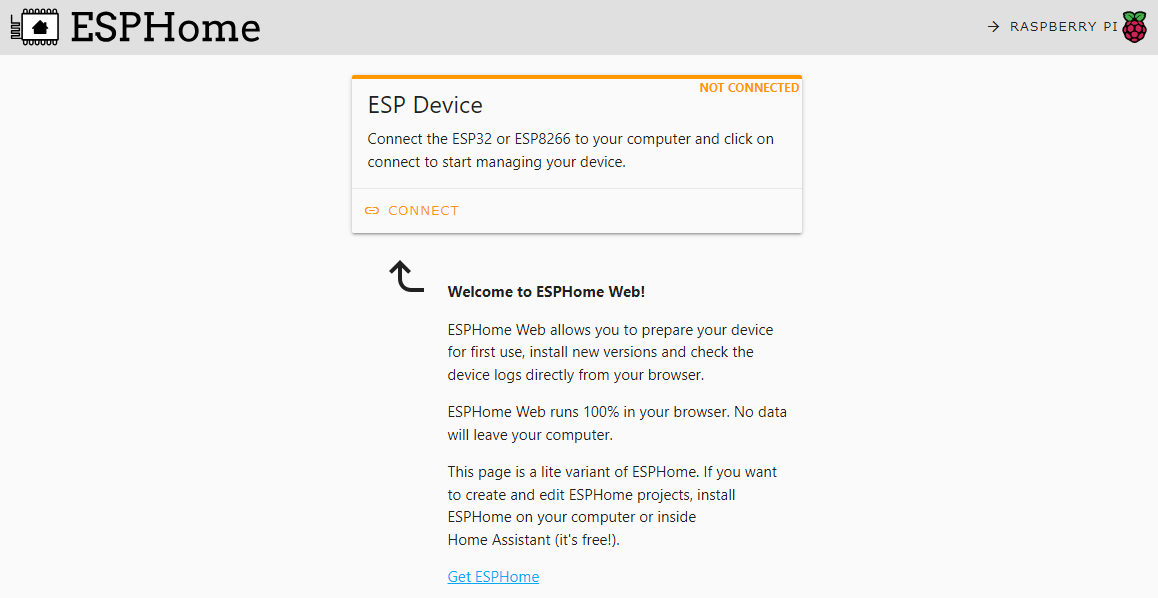 ESPHome
RASPBERRY PI
NOT CONNECTED
ESP Device
Connect the ESP32 or ESP8266 to your computer and click on
connect to start managing your device.
CONNECT
Welcome to ESPHome Web!
ESPHome Web allows you to prepare your device
for first use, install new versions and check the
device logs directly from your browser.
ESPHome Web runs 100% in your browser. No data
will leave your computer.
This page is a lite variant of ESPHome. If you want
to create and edit ESPHome projects, install
ESPHome on your computer or inside
Home Assistant (it's free!).
Get ESPHome